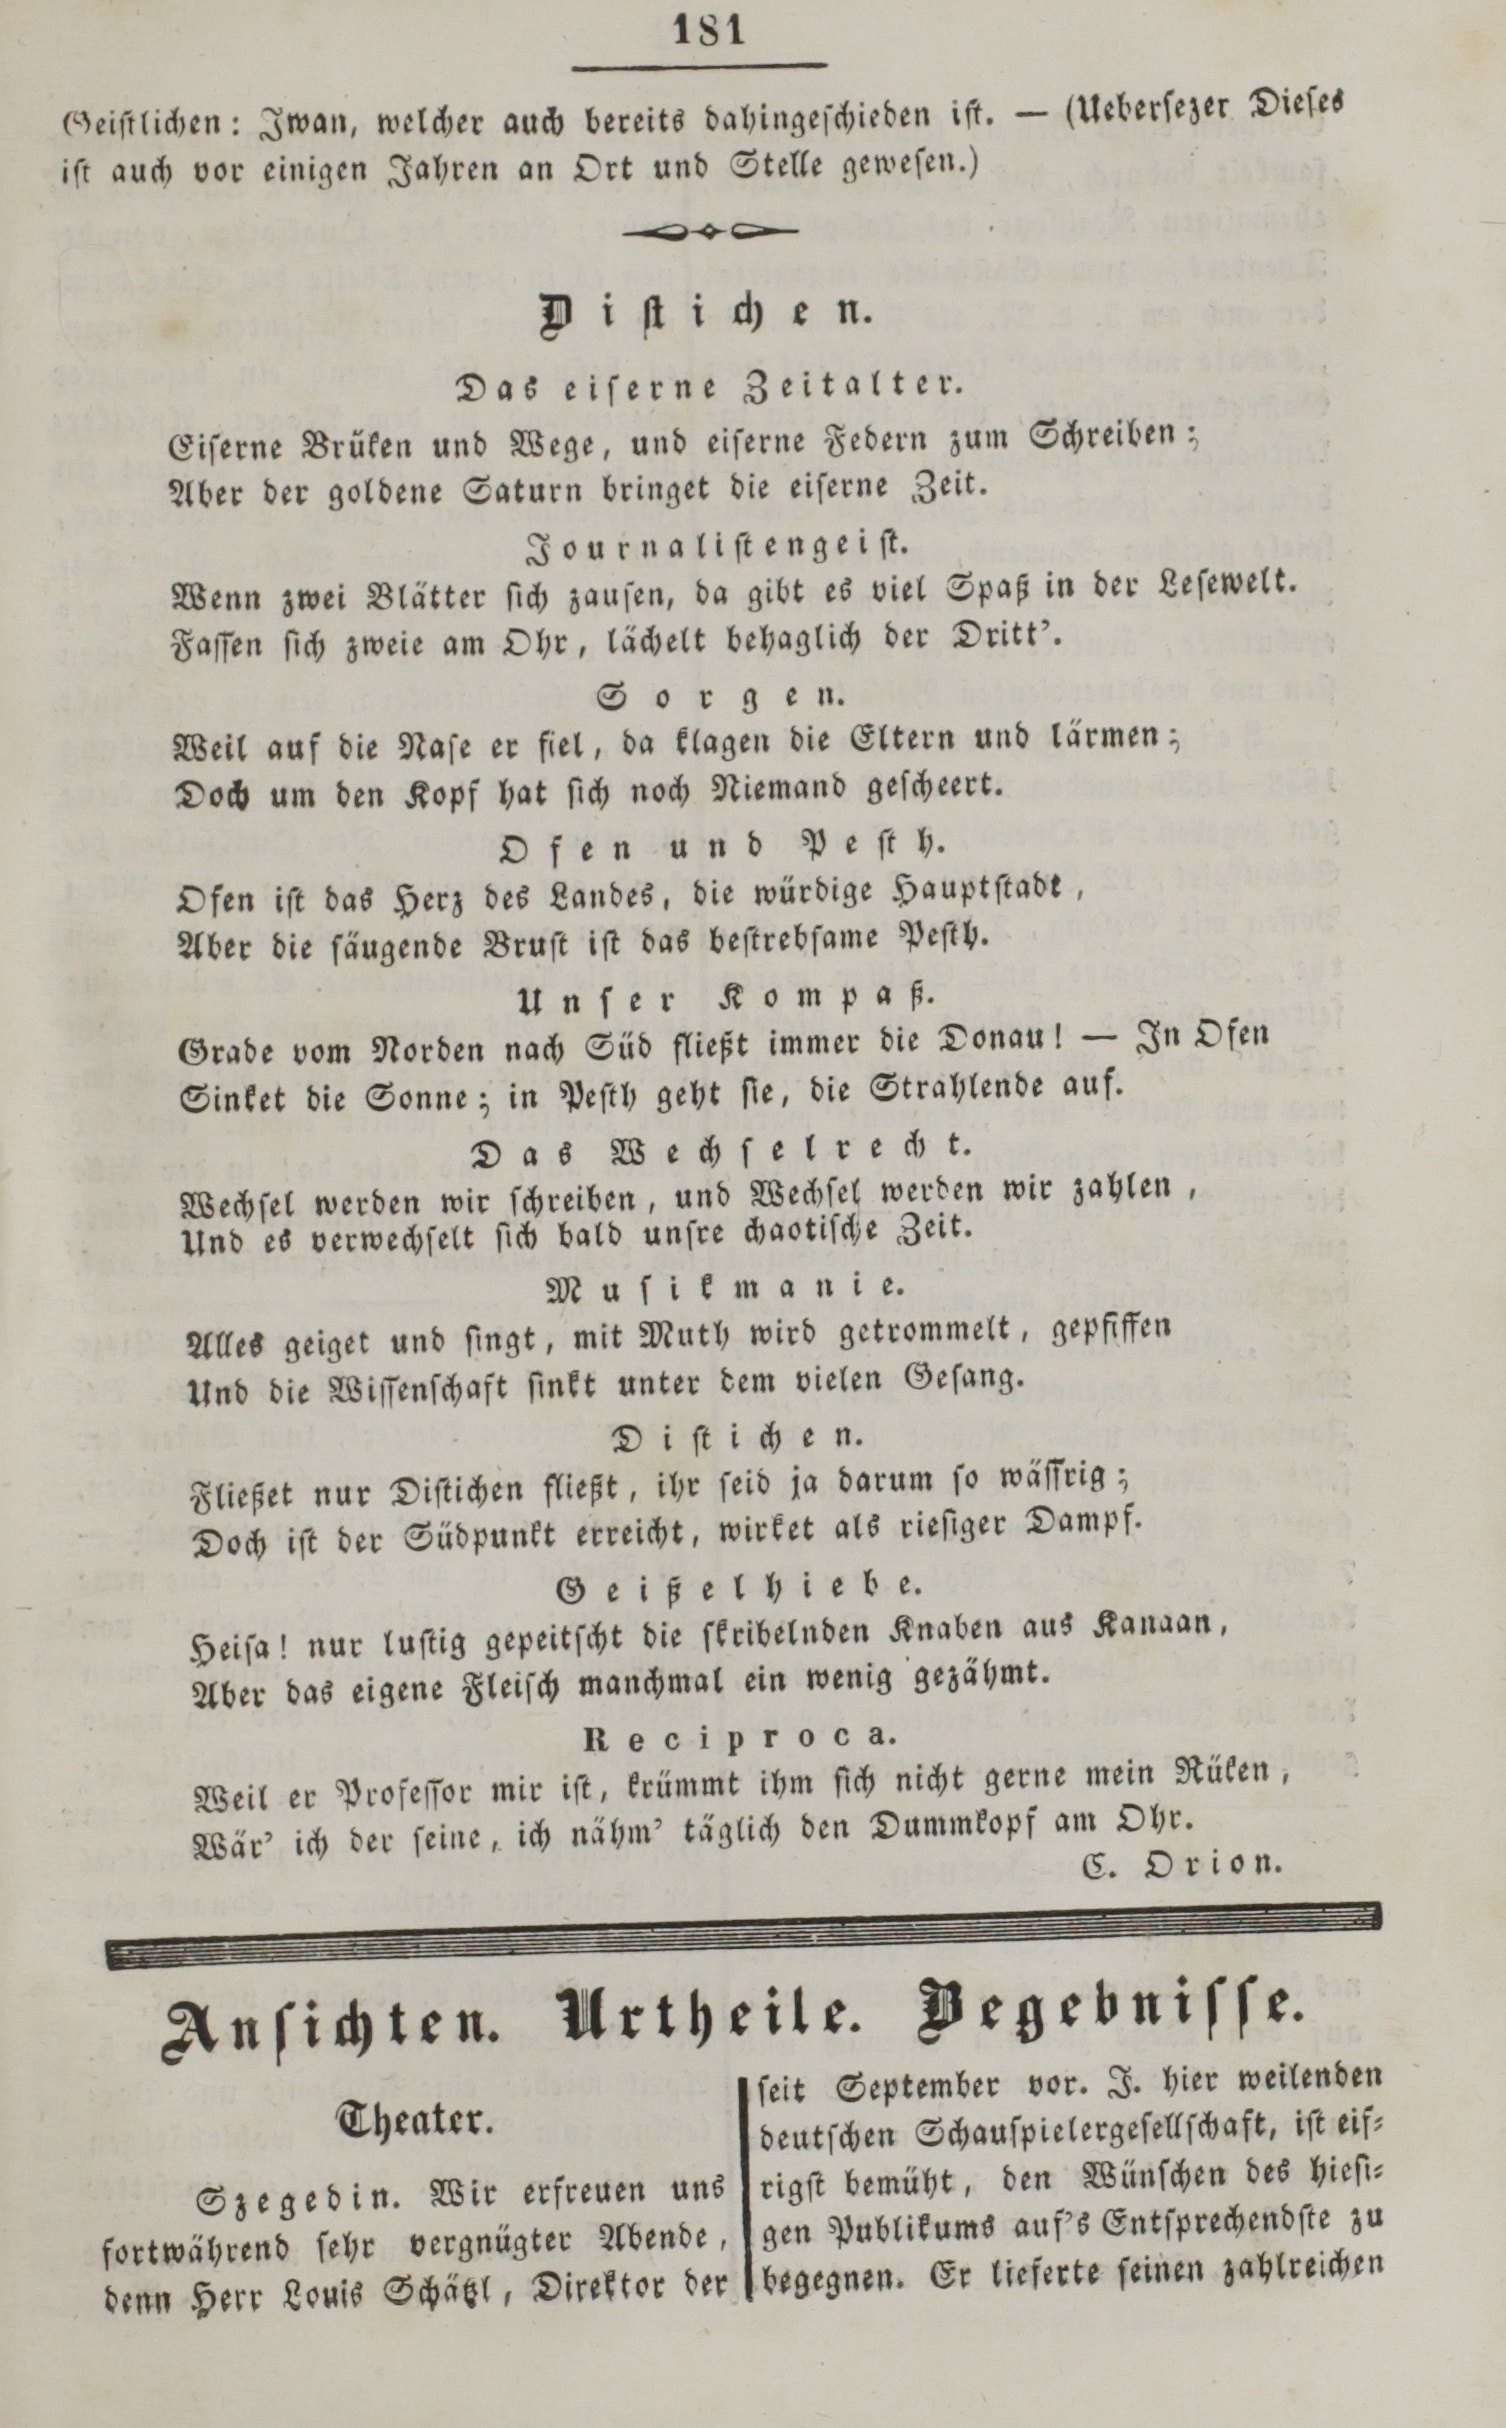 181
Geistlichen: Iwan, welcher auch bereits dahingeschieden ist. — (Uebersezer Dieses
ist auch vor einigen Jahren an Ort und Stelle gewesen.)
Distichen.
Das eiserne Zeitalter.
Eiserne Brüken und Wege, und eiserne Federn zum Schreiben;
Aber der goldene Saturn bringet die eiserne Zeit.
Journalistengeist.
Wenn zwei Blätter sich zausen, da gibt es viel Spaß in der Lesewelt.
Fassen sich zweie am Ohr, lächelt behaglich der Dritt'.
Sorgen.
Weil auf die Nase er fiel, da klagen die Eltern und lärmen;
Doch um den Kopf hat sich noch Niemand gescheert.
Ofen und Pesth.
Ofen ist das Herz des Landes, die würdige Hauptstadt,
Aber die säugende Brust ist das bestrebsame Pesth.
Unser Kompaß.
Grade vom Norden nach Süd fließt immer die Donau! — In Ofen
Sinket die Sonne; in Pesth geht sie, die Strahlende auf.
Das Wechselrecht.
Wechsel werden wir schreiben, und Wechsel werden wir zahlen,
Und es verwechselt sich bald unsre chaotische Zeit.
Musikmanie.
Alles geiget und singt, mit Muth wird getrommelt, gepfiffen
Und die Wissenschaft sinkt unter dem vielen Gesang.
Distichen.
Fließet nur Distichen fließt, ihr seid ja darum so wässrig;
Doch ist der Südpunkt erreicht, wirket als riesiger Dampf.
Geißelhiebe.
Heisa! nur lustig gepeitscht die skribelnden Knaben aus Kanaan,
Aber das eigene Fleisch manchmal ein wenig gezähmt.
Reciproca.
Weil er Professor mir ist, krümmt ihm sich nicht gerne mein Rüken,
Wär' ich der seine, ich nähm' täglich den Dummkopf am Ohr.
C. Orion.
Ansichten. Urtheile. Begebnisse.
Theater.
Szegedin. Wir erfreuen uns
fortwährend sehr vergnügter Abende,
denn Herr Louis Schätzl, Direktor der
seit September vor. J. hier weilenden
deutschen Schauspielergesellschaft, ist eif-
rigst bemüht, den Wünschen des hiesi-
gen Publikums auf's Entsprechendste zu
begegnen. Er lieferte seinen zahlreichen